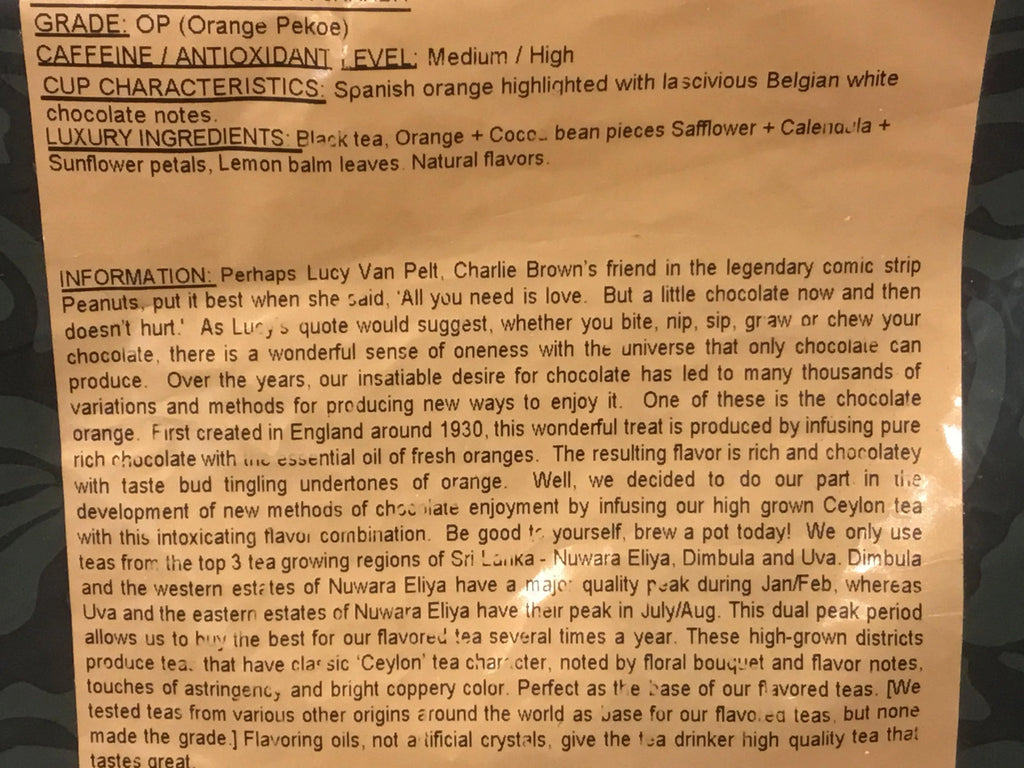 GRADE: OP (Orange Pekoe)
CAFFEINE / ANTIOXIDANT LEVEL: Medium / High
CUP CHARACTERISTICS: Spanish orange highlighted with lascivious Belgian white
chocolate notes.
LUXURY INGREDIENTS: Black tea, Orange + Cocoa bean pieces Safflower + Calendula +
Sunflower petals, Lemon balm leaves. Natural flavors.
INFORMATION: Perhaps Lucy Van Pelt, Charlie Brown's friend in the legendary comic strip
Peanuts, put it best when she said, 'All you need is love. But a little chocolate now and then
doesn't hurt.' As Lucy's quote would suggest, whether you bite, nip, sip, gnaw or chew your
chocolate, there is a wonderful sense of oneness with the universe that only chocolate can
produce. Over the years, our insatiable desire for chocolate has led to many thousands of
variations and methods for producing new ways to enjoy it. One of these is the chocolate
orange. First created in England around 1930, this wonderful treat is produced by infusing pure
rich chocolate with the essential oil of fresh oranges. The resulting flavor is rich and chocolatey
with taste bud tingling undertones of orange. Well, we decided to do our part in the
development of new methods of chocolate enjoyment by infusing our high grown Ceylon tea
with this intoxicating flavor combination. Be good to yourself, brew a pot today! We only use
teas from the top 3 tea growing regions of Sri Lanka - Nuwara Eliya, Dimbula and Uva. Dimbula
and the western estates of Nuwara Eliya have a major quality peak during Jan/Feb, whereas
Uva and the eastern estates of Nuwara Eliya have their peak in July/Aug. This dual peak period
allows us to buy the best for our flavored tea several times a year. These high-grown districts
produce teas that have classic 'Ceylon' tea character, noted by floral bouquet and flavor notes,
touches of astringency and bright coppery color. Perfect as the base of our flavored teas. [We
tested teas from various other origins around the world as base for our flavored teas, but none
made the grade.] Flavoring oils, not artificial crystals, give the tea drinker high quality tea that
tastes great.